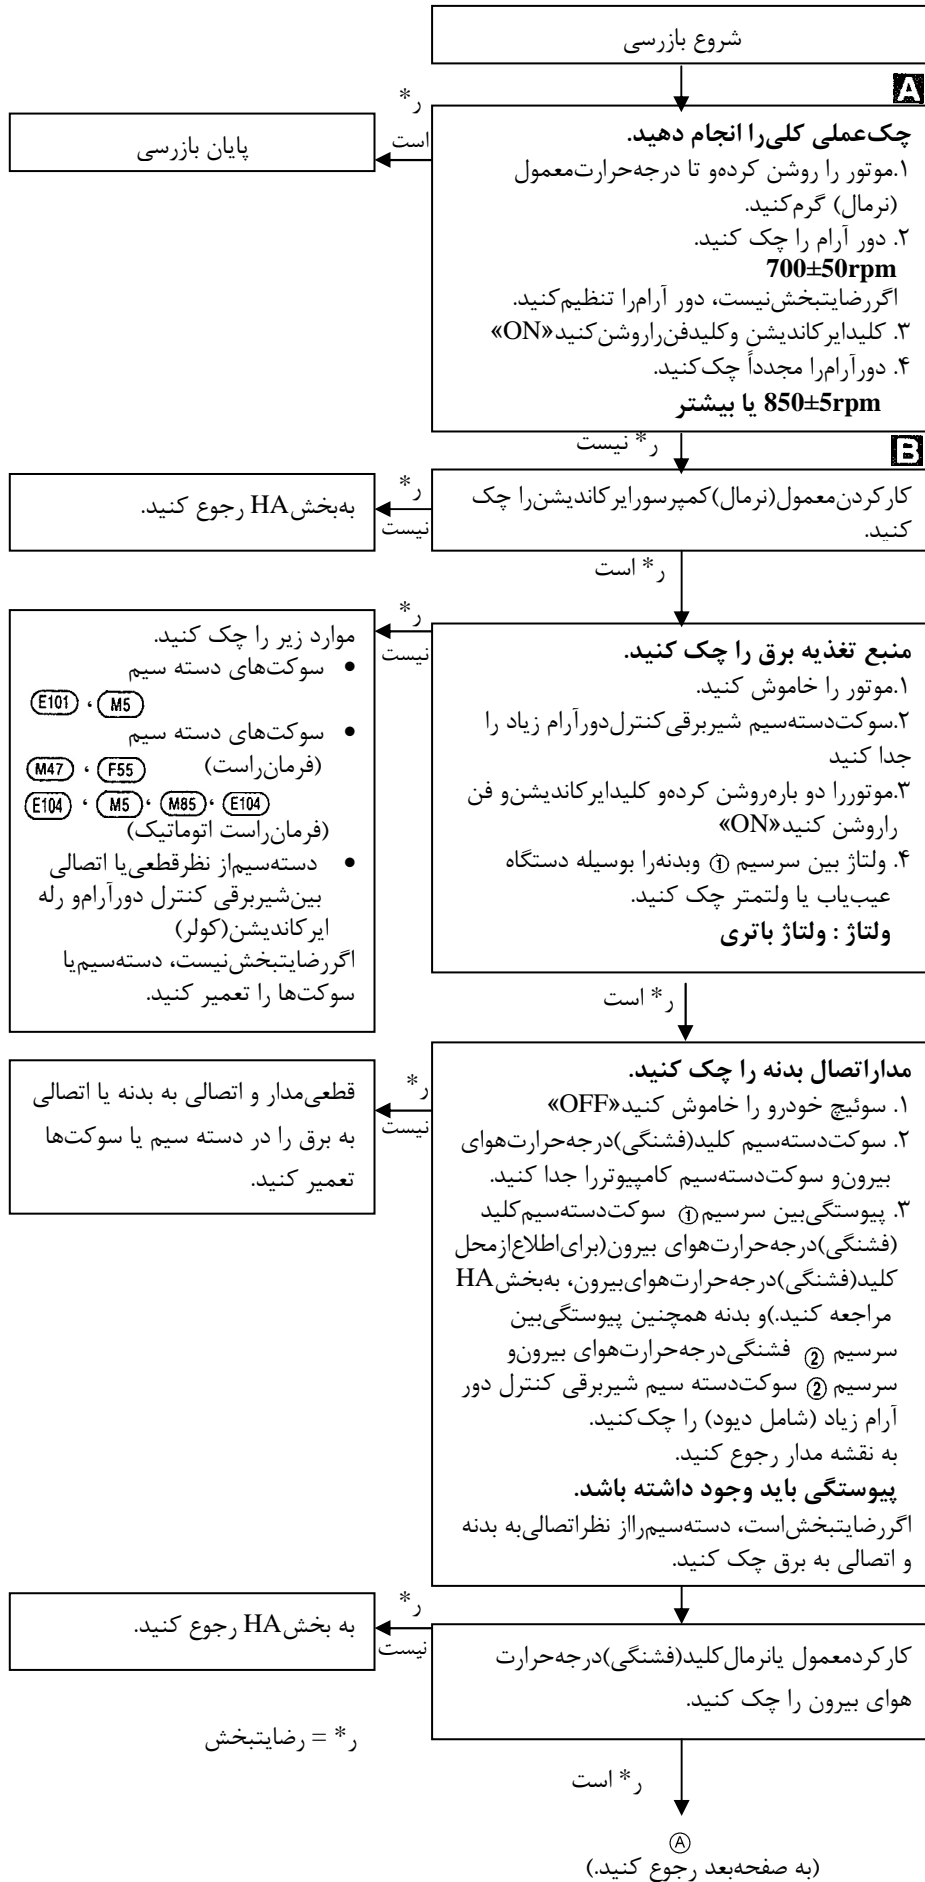 شروع بازرسی
A
ر*
است
پایان بازرسی
چک‌عملی کلی‌را انجام دهید.
۱.موتور را روشن کرده‌و تا درجه‌حرارت‌معمول
(نرمال) گرم‌کنید.
۲. دور آرام را چک کنید.
700±50rpm
اگررضایتبخش‌نیست، دور آرام‌را تنظیم‌کنید.
۳. کلیدایرکاندیشن وکلیدفن‌راروشن‌کنید«ON»
۴. دورآرام‌را مجدداً چک‌کنید.
850±5rpm یا بیشتر
ر* نیست
B
کارکردن‌معمول(نرمال)کمپرسورایرکاندیشن‌را چک
کنید.
ر*
نیست
به‌بخش‌HA رجوع کنید.
ر* است
منبع تغذیه برق را چک کنید.
۱.موتور را خاموش کنید.
۲.سوکت‌دسته‌سیم شیربرقی‌کنترل‌دورآرام زیاد را
جدا کنید
۳.موتوررا دو باره‌روشن کرده‌و کلیدایرکاندیشن‌و فن
راروشن کنید«ON»
۴. ولتاژ بین سرسیم ① وبدنه‌را بوسیله دستگاه
عیب‌یاب یا ولتمتر چک کنید.
ولتاژ : ولتاژ باتری
ر*
نیست
موارد زیر را چک کنید.
• سوکت‌های دسته سیم
M5 ، E101
• سوکت‌های دسته سیم
(فرمان‌راست) F55 ، M47
E104 ، M85 ، M5 ، E104
(فرمان‌راست اتوماتیک)
• دسته‌سیم‌از نظرقطعی‌یا اتصالی
بین‌شیربرقی کنترل دورآرام‌و رله
ایرکاندیشن(کولر)
اگررضایتبخش‌نیست، دسته‌سیم‌یا
سوکت‌ها را تعمیر کنید.
ر* است
مداراتصال بدنه را چک کنید.
۱. سوئیچ خودرو را خاموش کنید«OFF»
۲. سوکت‌دسته‌سیم کلید(فشنگی)درجه‌حرارت‌هوای
بیرون‌و سوکت‌دسته‌سیم کامپیوتررا جدا کنید.
۳. پیوستگی‌بین سرسیم① سوکت‌دسته‌سیم‌کلید
(فشنگی)درجه‌حرارت‌هوای بیرون(برای‌اطلاع‌ازمحل
کلید(فشنگی)درجه‌حرارت‌هوای‌بیرون، به‌بخش‌HA
مراجعه کنید.)و بدنه همچنین پیوستگی‌بین
سرسیم ② فشنگی‌درجه‌حرارت‌هوای بیرون‌و
سرسیم ② سوکت‌دسته سیم شیربرقی کنترل دور
آرام زیاد (شامل دیود) را چک‌کنید.
به نقشه مدار رجوع کنید.
پیوستگی باید وجود داشته باشد.
اگررضایتبخش‌است، دسته‌سیم‌رااز نظراتصالی‌به بدنه
و اتصالی به برق چک کنید.
ر*
نیست
قطعی‌مدار و اتصالی به بدنه یا اتصالی
به برق را در دسته سیم یا سوکت‌ها
تعمیر کنید.
کارکردمعمول یانرمال‌کلید(فشنگی)درجه‌حرارت
هوای بیرون را چک کنید.
ر*
نیست
به بخش‌HA رجوع کنید.
ر* = رضایتبخش
ر* است
Ⓐ
(به صفحه‌بعد رجوع کنید.)